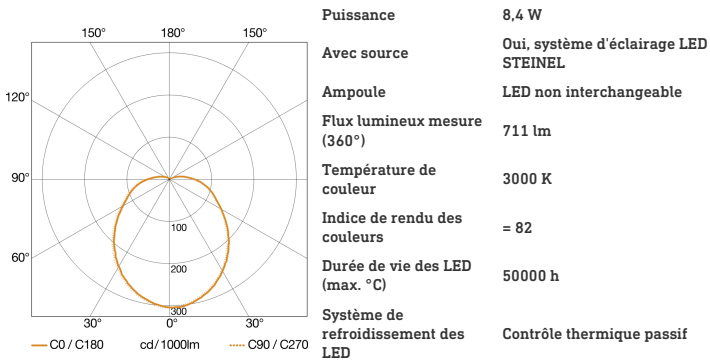 150° 180° 150°
120°
90°
60°
100
200
300
30° 0° 30°
C0 / C180 cd/1000lm C90 / C270
Puissance 8,4 W
Avec source Oui, système d'éclairage LED
STEINEL
Ampoule LED non interchangeable
Flux lumineux mesure
(360°) 711 lm
Température de
couleur 3000 K
Indice de rendu des
couleurs = 82
Durée de vie des LED
(max. °C) 50000 h
Système de
refroidissement des
LED Contrôle thermique passif